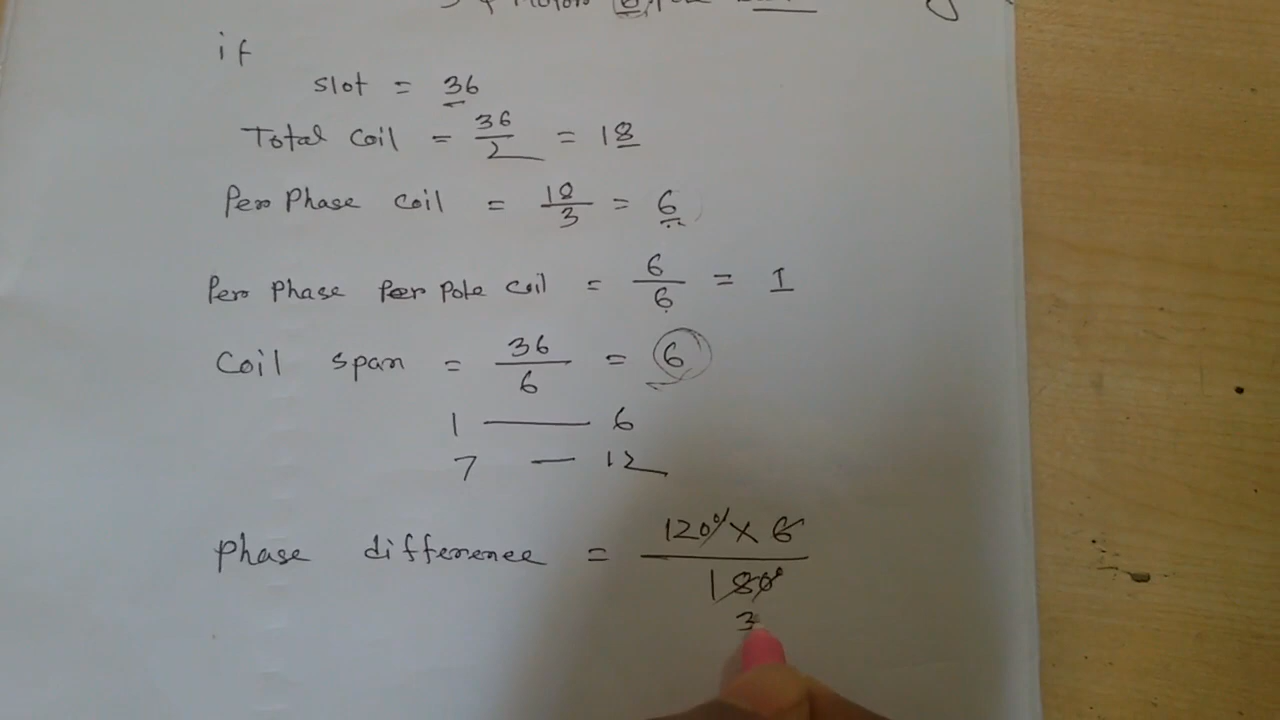 if
slot = 36
Total Coil = 36/2 = 18
Per Phase Coil = 18/3 = 6
Per Phase Per Pole Coil = 6/6 = 1
Coil span = 36/6 = 6
1 — 6
7 — 12
phase difference = 120° × 6 / 180°
3